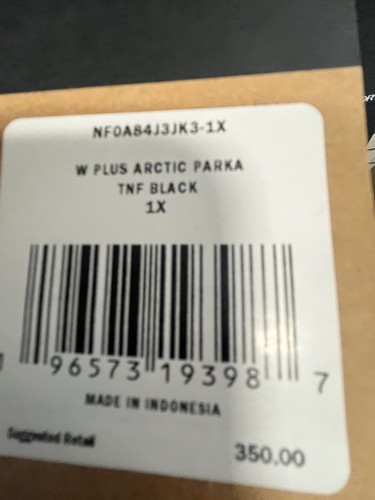 NF0A84J3JK3-1X
W PLUS ARCTIC PARKA
TNF BLACK
1X
96573 19398 7
MADE IN INDONESIA
Suggested Retail
350.00